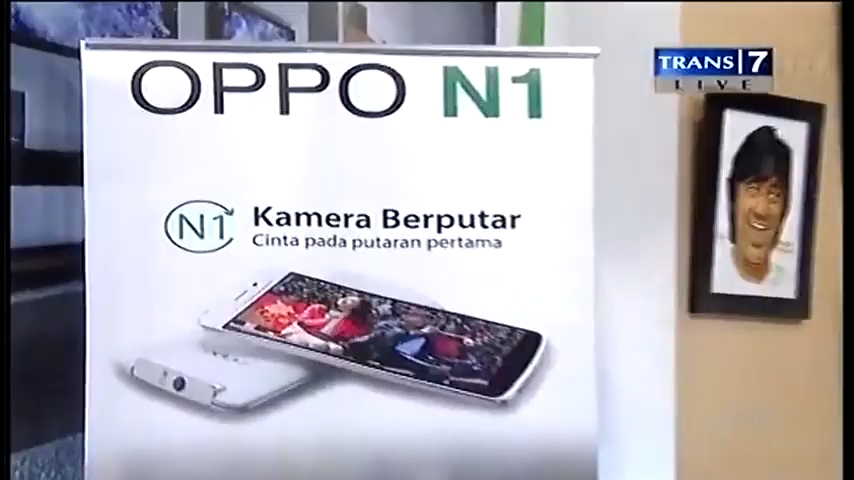 OPPO N1
TRANS|7
LIVE
N1
Kamera Berputar
Cinta pada putaran pertama